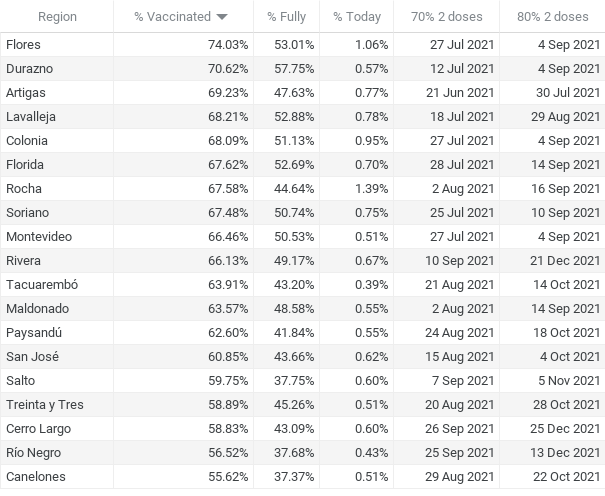 Region % Vaccinated % Fully % Today 70% 2 doses 80% 2 doses
Flores 74.03% 53.01% 1.06% 27 Jul 2021 4 Sep 2021
Durazno 70.62% 57.75% 0.57% 12 Jul 2021 4 Sep 2021
Artigas 69.23% 47.63% 0.77% 21 Jun 2021 30 Jul 2021
Lavalleja 68.21% 52.88% 0.78% 18 Jul 2021 29 Aug 2021
Colonia 68.09% 51.13% 0.95% 27 Jul 2021 4 Sep 2021
Florida 67.62% 52.69% 0.70% 28 Jul 2021 14 Sep 2021
Rocha 67.58% 44.64% 1.39% 2 Aug 2021 16 Sep 2021
Soriano 67.48% 50.74% 0.75% 25 Jul 2021 10 Sep 2021
Montevideo 66.46% 50.53% 0.51% 27 Jul 2021 4 Sep 2021
Rivera 66.13% 49.17% 0.67% 10 Sep 2021 21 Dec 2021
Tacuarembó 63.91% 43.20% 0.39% 21 Aug 2021 14 Oct 2021
Maldonado 63.57% 48.58% 0.55% 2 Aug 2021 14 Sep 2021
Paysandú 62.60% 41.84% 0.55% 24 Aug 2021 18 Oct 2021
San José 60.85% 43.66% 0.62% 15 Aug 2021 4 Oct 2021
Salto 59.75% 37.75% 0.60% 7 Sep 2021 5 Nov 2021
Treinta y Tres 58.89% 45.26% 0.51% 20 Aug 2021 28 Oct 2021
Cerro Largo 58.83% 43.09% 0.60% 26 Sep 2021 25 Dec 2021
Río Negro 56.52% 37.68% 0.43% 25 Sep 2021 13 Dec 2021
Canelones 55.62% 37.37% 0.51% 29 Aug 2021 22 Oct 2021